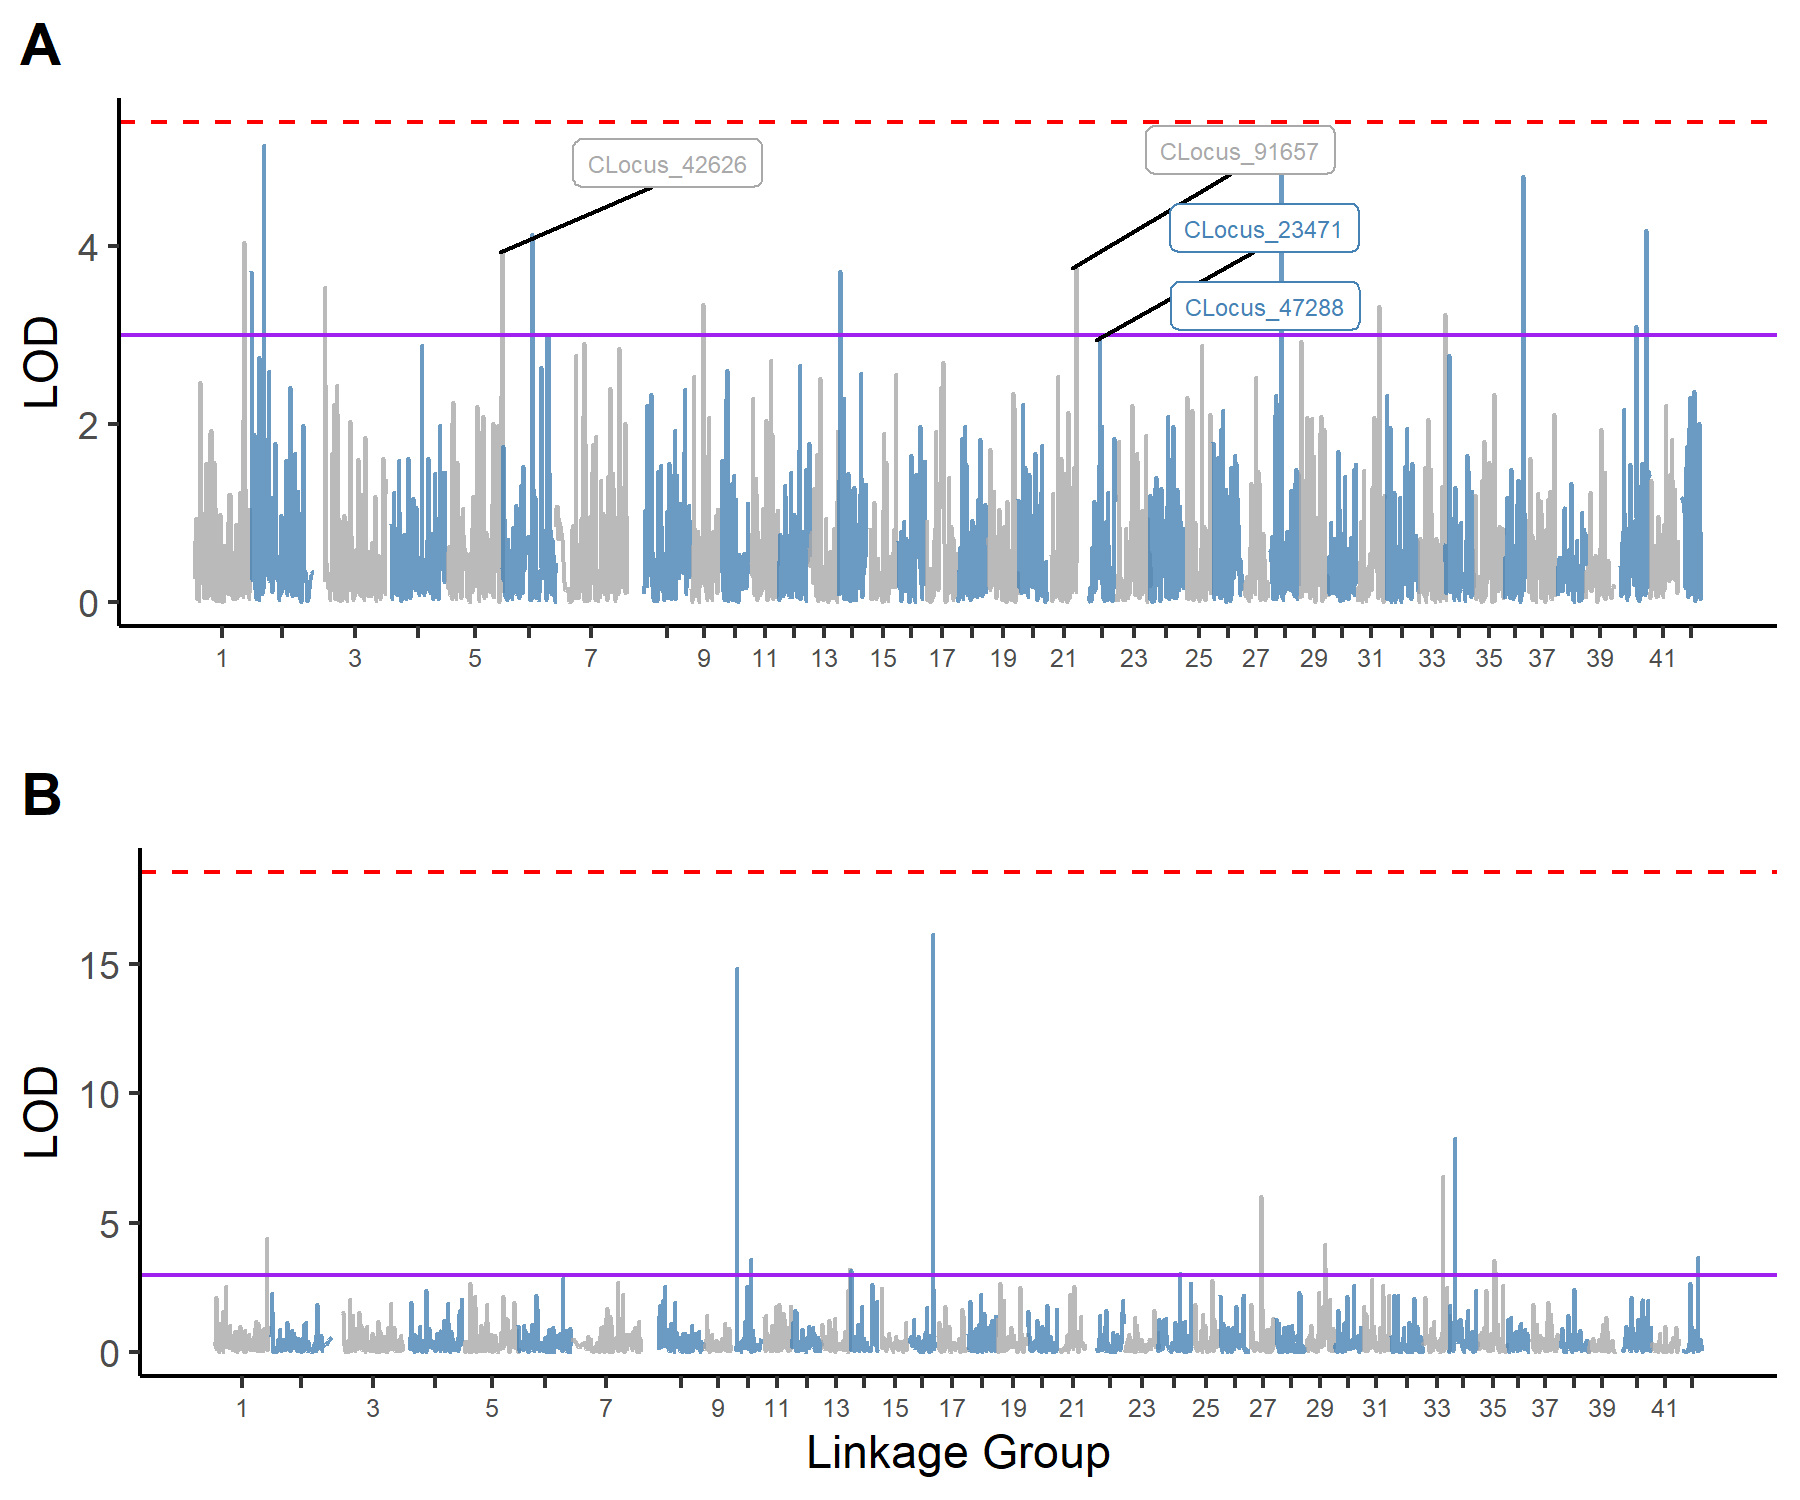 A
CLocus_42626
CLocus_91657
CLocus_23471
CLocus_47288
LOD
4
2
0
1 3 5 7 9 11 13 15 17 19 21 23 25 27 29 31 33 35 37 39 41
B
LOD
15
10
5
0
1 3 5 7 9 11 13 15 17 19 21 23 25 27 29 31 33 35 37 39 41
Linkage Group